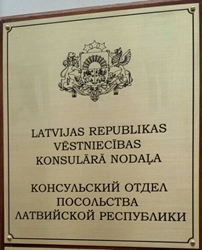 LATVIJAS REPUBLIKAS
VĒSTNIECĪBAS
KONSULĀRĀ NODAĻA
КОНСУЛЬСКИЙ ОТДЕЛ
ПОСОЛЬСТВА
ЛАТВИЙСКОЙ РЕСПУБЛИКИ